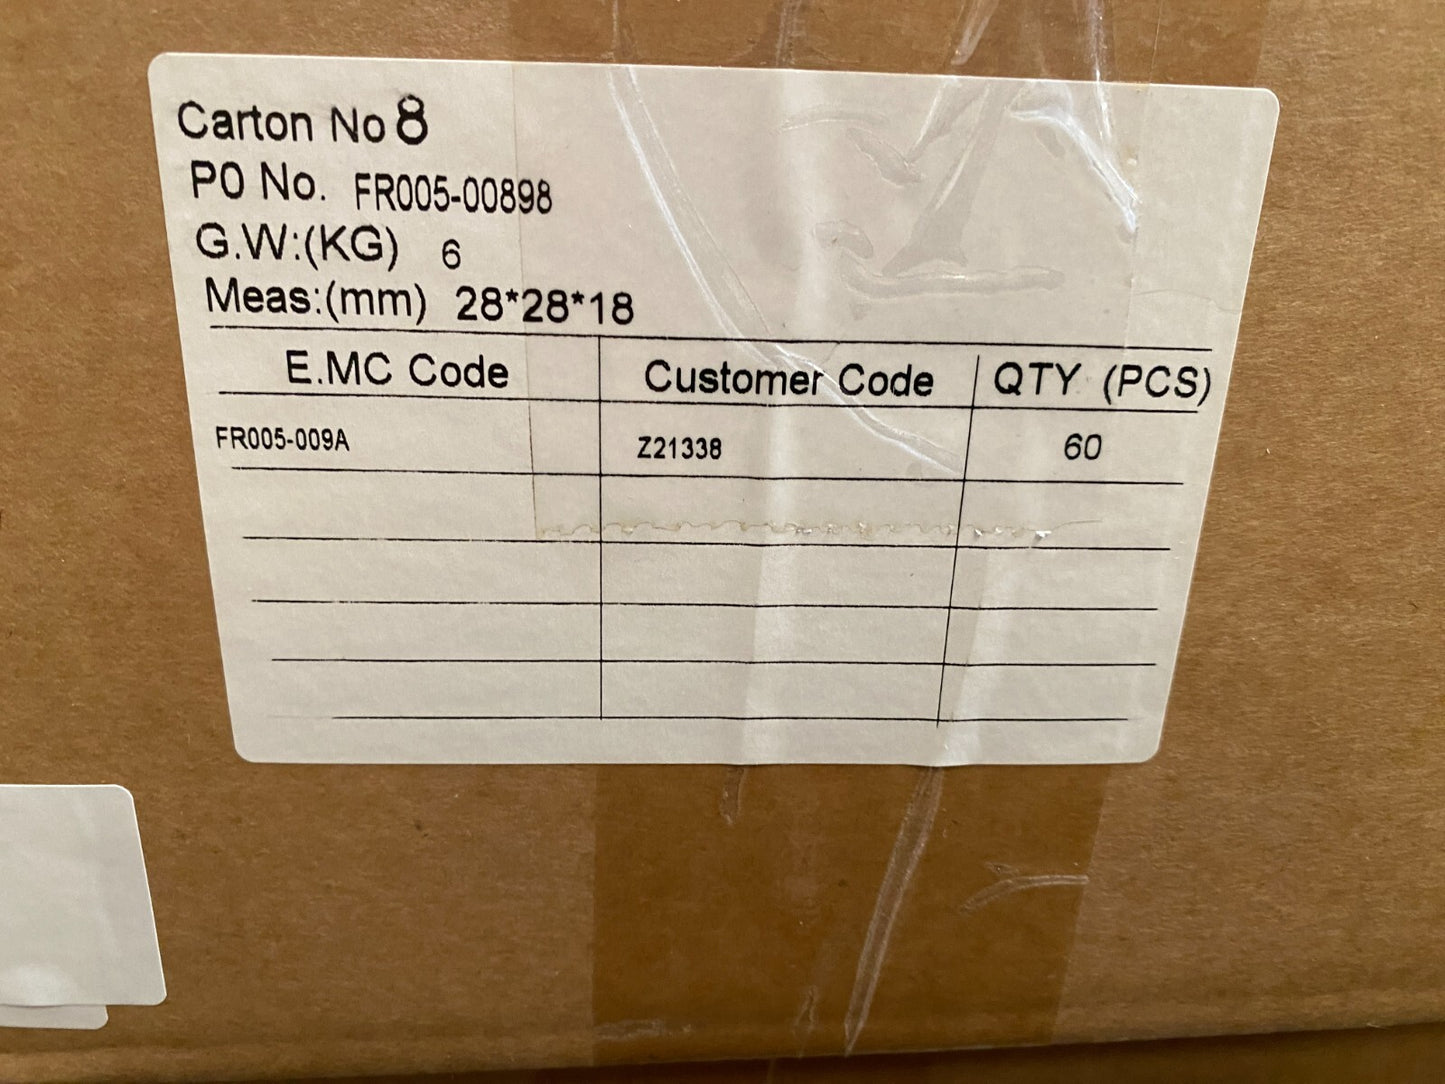 Carton No 8
PO No. FR005-00898
G.W:(KG) 6
Meas:(mm) 28*28*18
E.MC Code Customer Code QTY (PCS)
FR005-009A Z21338 60